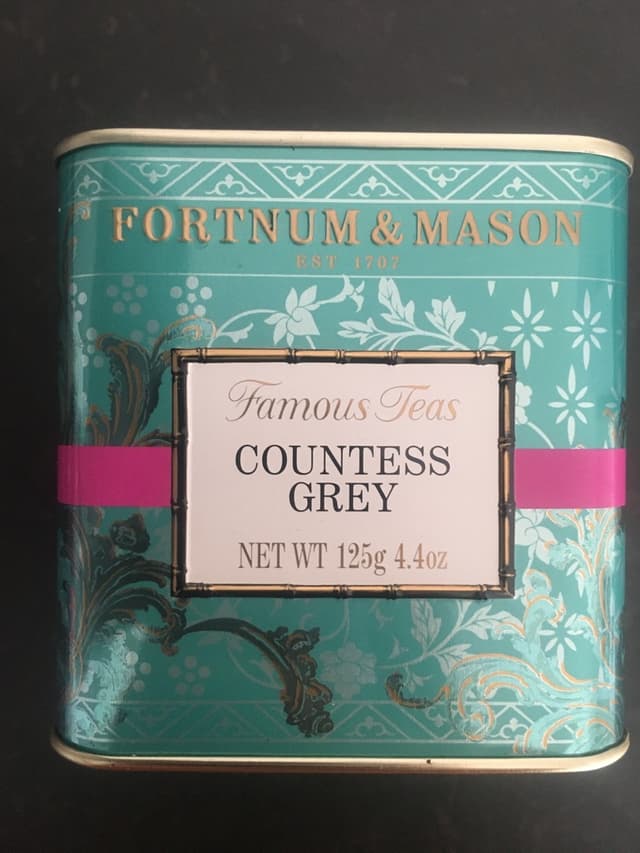 FORTNUM & MASON
EST 1707
Famous Teas
COUNTESS
GREY
NET WT 125g 4.4oz